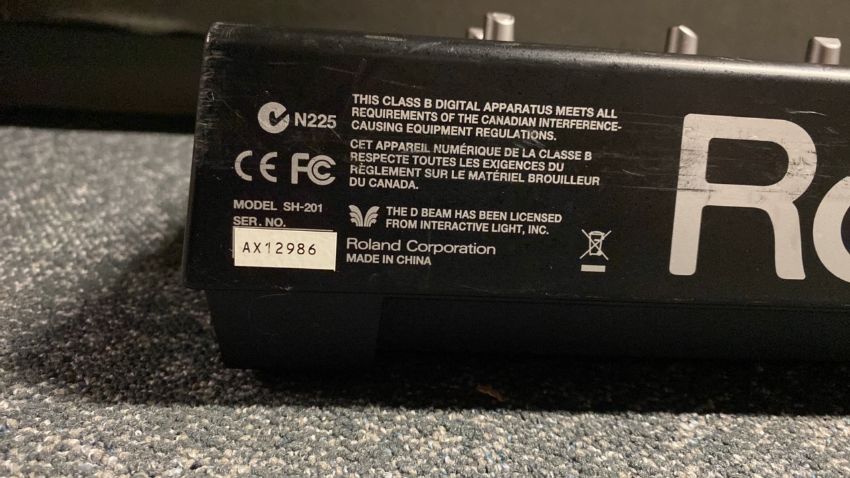 N225
THIS CLASS B DIGITAL APPARATUS MEETS ALL
REQUIREMENTS OF THE CANADIAN INTERFERENCE-
CAUSING EQUIPMENT REGULATIONS.
CET APPAREIL NUMÉRIQUE DE LA CLASSE B
RESPECTE TOUTES LES EXIGENCES DU
RÈGLEMENT SUR LE MATÉRIEL BROUILLEUR
DU CANADA.
CE FC
MODEL SH-201
SER. NO.
AX12986
THE D BEAM HAS BEEN LICENSED
FROM INTERACTIVE LIGHT, INC.
Roland Corporation
MADE IN CHINA
Ro